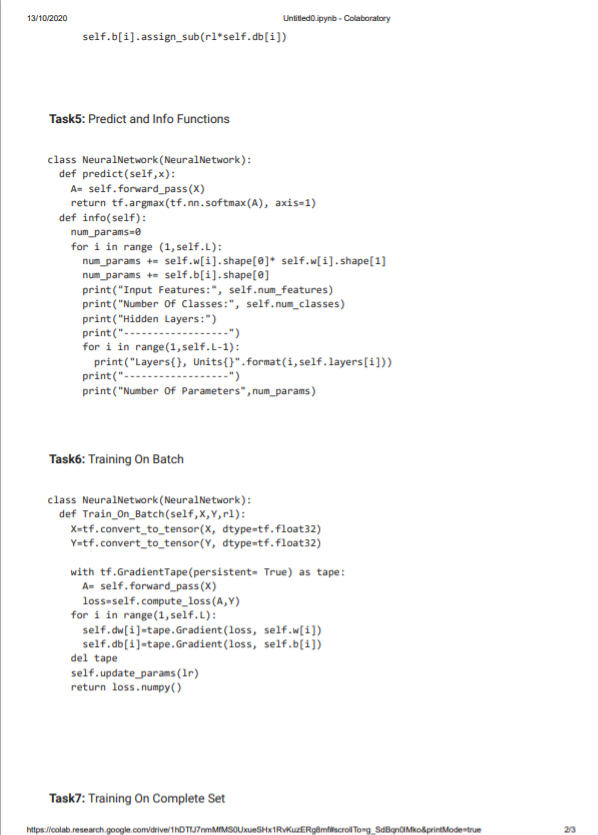 13/10/2020 Untitled0.ipynb - Colaboratory
self.b[i].assign_sub(rl*self.db[i])
Task5: Predict and Info Functions
class NeuralNetwork(NeuralNetwork):
  def predict(self,x):
    A= self.forward_pass(X)
    return tf.argmax(tf.nn.softmax(A), axis=1)
  def info(self):
    num_params=0
    for i in range (1,self.L):
      num_params += self.w[i].shape[0]* self.w[i].shape[1]
      num_params += self.b[i].shape[0]
      print("Input Features:", self.num_features)
      print("Number Of Classes:", self.num_classes)
      print("Hidden Layers:")
      print("------------------")
      for i in range(1,self.L-1):
        print("Layers{}, Units{}".format(i,self.layers[i]))
      print("------------------")
      print("Number Of Parameters",num_params)
Task6: Training On Batch
class NeuralNetwork(NeuralNetwork):
  def Train_On_Batch(self,X,Y,rl):
    X=tf.convert_to_tensor(X, dtype=tf.float32)
    Y=tf.convert_to_tensor(Y, dtype=tf.float32)
    with tf.GradientTape(persistent= True) as tape:
      A= self.forward_pass(X)
      loss=self.compute_loss(A,Y)
    for i in range(1,self.L):
      self.dw[i]=tape.Gradient(loss, self.w[i])
      self.db[i]=tape.Gradient(loss, self.b[i])
    del tape
    self.update_params(lr)
    return loss.numpy()
Task7: Training On Complete Set
https://colab.research.google.com/drive/1hDTfJ7nmMfMS0UxueSHx1RvKuzERg8mf#scrollTo=g_SdBqn0IMko&printMode=true 2/3